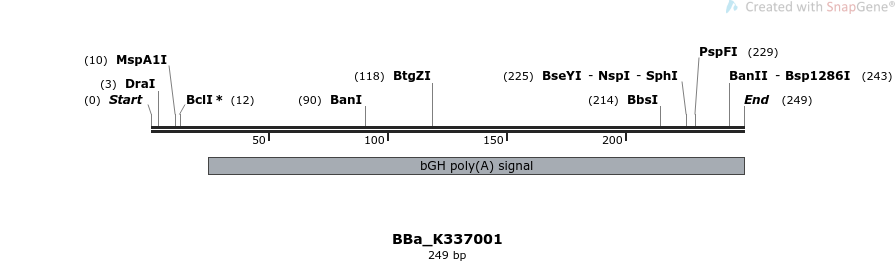 Created with SnapGene®
PspFI (229)
(10) MspA1I
(118) BtgZI
(225) BseYI - NspI - SphI
BanII - Bsp1286I (243)
(3) DraI
(0) Start
BclI * (12)
(90) BanI
(214) BbsI
End (249)
50
100
150
200
bGH poly(A) signal
BBa_K337001
249 bp